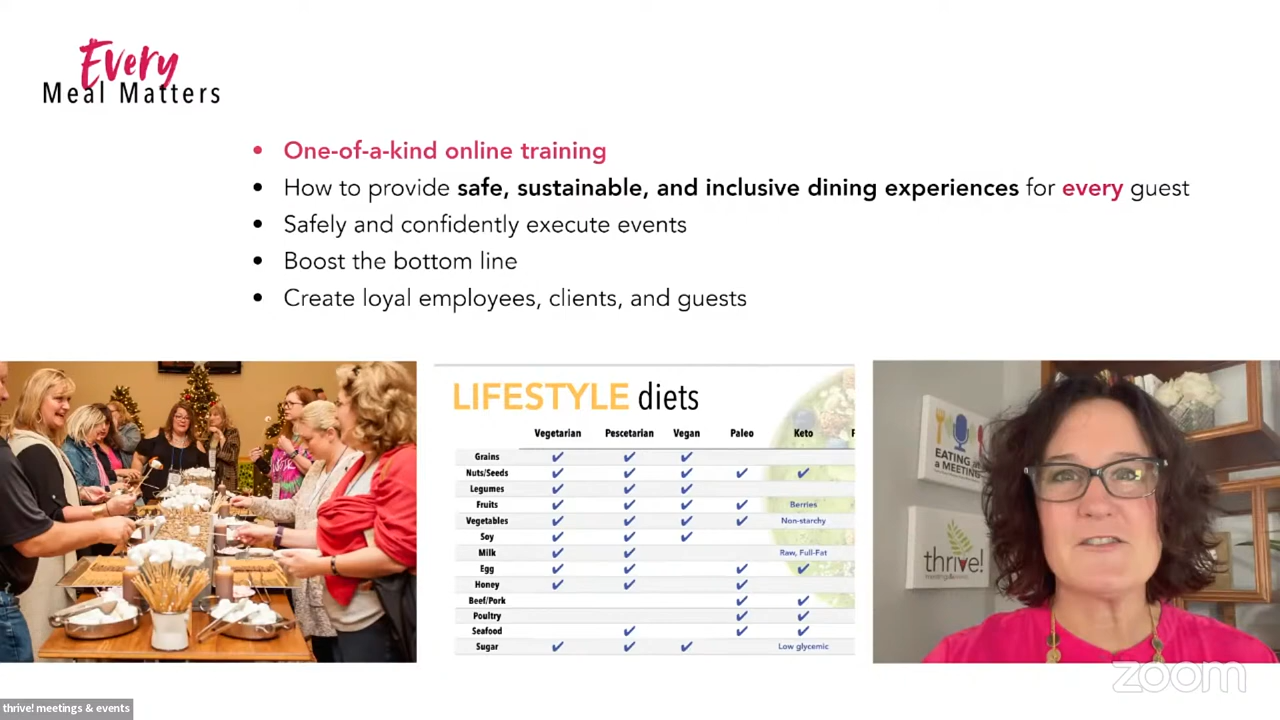 Every
Meal Matters
• One-of-a-kind online training
• How to provide safe, sustainable, and inclusive dining experiences for every guest
• Safely and confidently execute events
• Boost the bottom line
• Create loyal employees, clients, and guests
LIFESTYLE diets
Vegetarian Pescetarian Vegan Paleo Keto
Grains ✓ ✓ ✓
Nuts/Seeds ✓ ✓ ✓ ✓ ✓
Legumes ✓ ✓ ✓
Fruits ✓ ✓ ✓ ✓ Berries
Vegetables ✓ ✓ ✓ ✓ Non-starchy
Soy ✓ ✓ ✓
Milk ✓ ✓ Raw, Full-Fat
Egg ✓ ✓ ✓ ✓
Honey ✓ ✓ ✓
Beef/Pork ✓ ✓
Poultry ✓ ✓
Seafood ✓ ✓ ✓
Sugar ✓ ✓ ✓ Low glycemic
EATING
a MEETING
thrive!
meetings&events
zoom
thrive! meetings & events